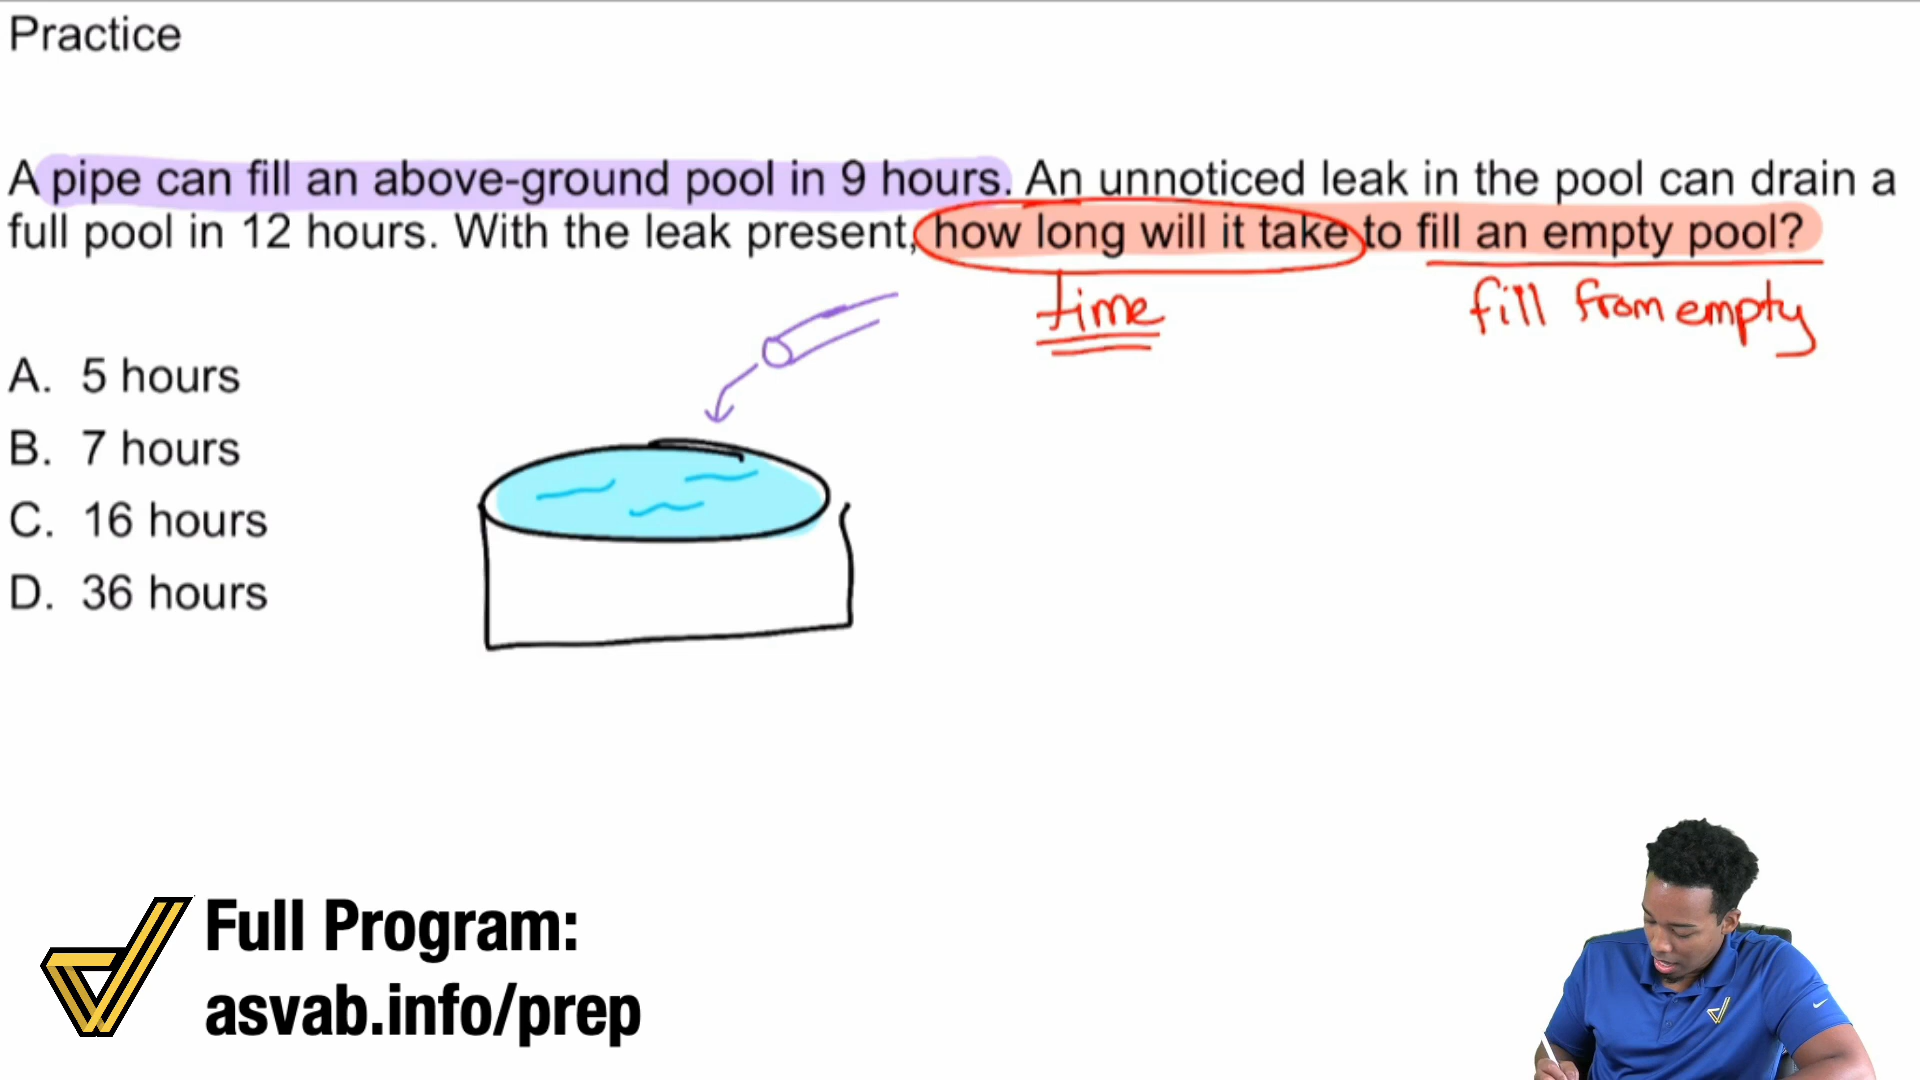 Practice
A pipe can fill an above-ground pool in 9 hours. An unnoticed leak in the pool can drain a
full pool in 12 hours. With the leak present, how long will it take to fill an empty pool?
time
fill from empty
A. 5 hours
B. 7 hours
C. 16 hours
D. 36 hours
Full Program:
asvab.info/prep